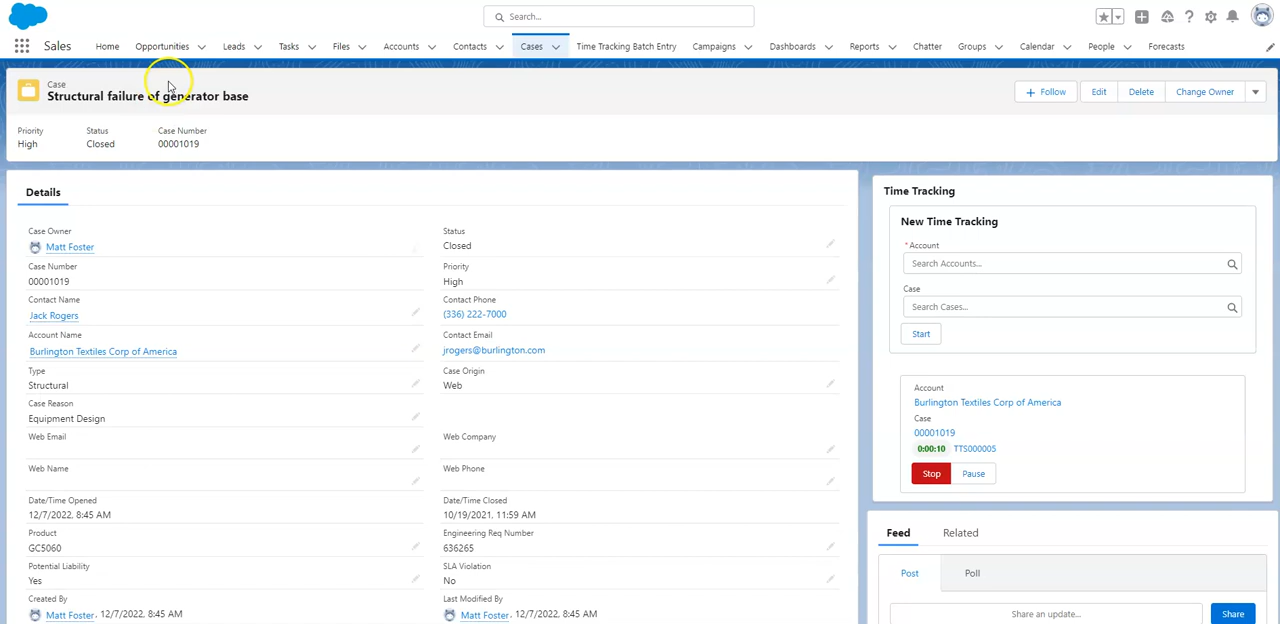 Search...
Sales
Home
Opportunities
Leads
Tasks
Files
Accounts
Contacts
Cases
Time Tracking Batch Entry
Campaigns
Dashboards
Reports
Chatter
Groups
Calendar
People
Forecasts
Case
Structural failure of generator base
+ Follow
Edit
Delete
Change Owner
Priority
Status
Case Number
High
Closed
00001019
Details
Case Owner
Matt Foster
Status
Closed
Case Number
00001019
Priority
High
Contact Name
Jack Rogers
Contact Phone
(336) 222-7000
Account Name
Burlington Textiles Corp of America
Contact Email
jrogers@burlington.com
Type
Structural
Case Origin
Web
Case Reason
Equipment Design
Web Email
Web Company
Web Name
Web Phone
Date/Time Opened
12/7/2022, 8:45 AM
Date/Time Closed
10/19/2021, 11:59 AM
Product
GC5060
Engineering Req Number
636265
Potential Liability
Yes
SLA Violation
No
Created By
Matt Foster, 12/7/2022, 8:45 AM
Last Modified By
Matt Foster, 12/7/2022, 8:45 AM
Time Tracking
New Time Tracking
*Account
Search Accounts...
Case
Search Cases...
Start
Account
Burlington Textiles Corp of America
Case
00001019
0:00:10 TTS000005
Stop
Pause
Feed
Related
Post
Poll
Share an update...
Share